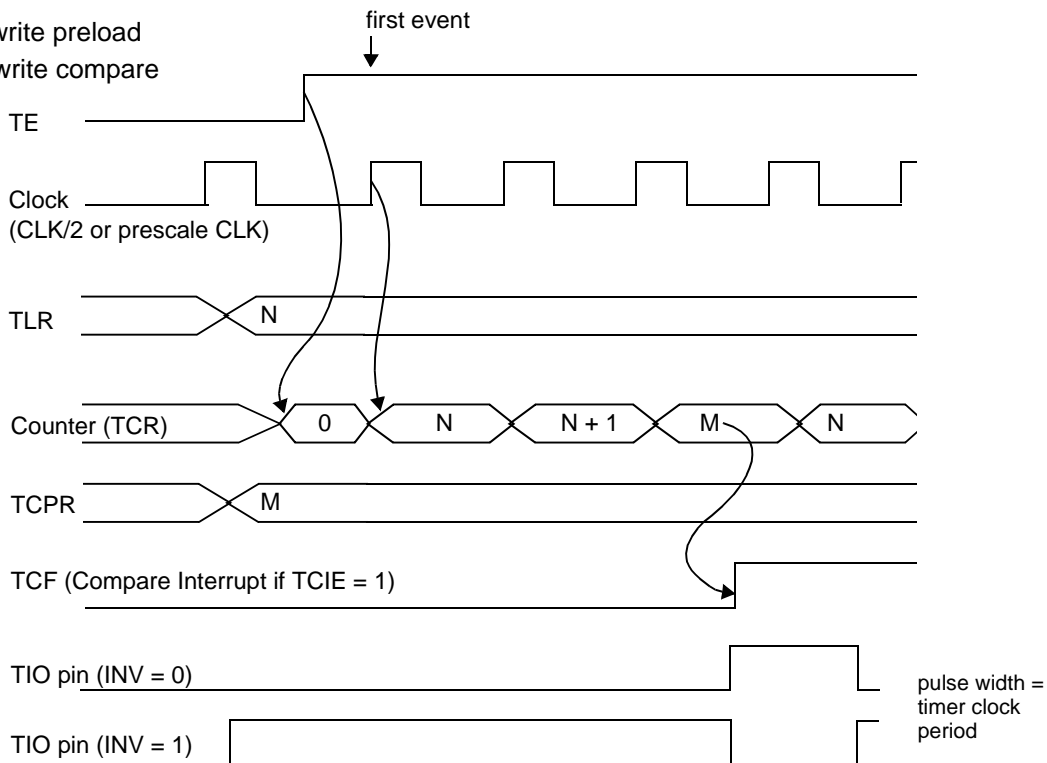 first event
write preload
write compare
TE
Clock
(CLK/2 or prescale CLK)
TLR
N
Counter (TCR)
0
N
N + 1
M
N
TCPR
M
TCF (Compare Interrupt if TCIE = 1)
TIO pin (INV = 0)
pulse width =
timer clock
period
TIO pin (INV = 1)